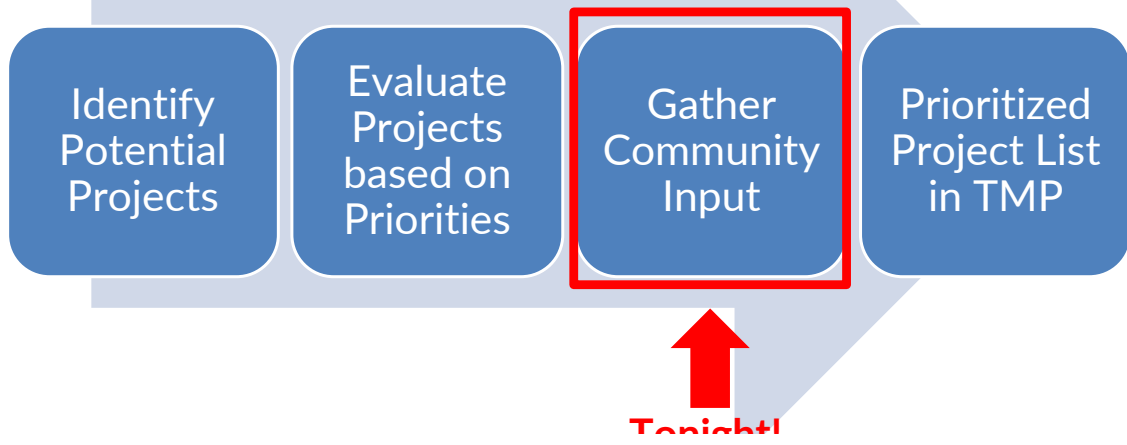 Identify
Potential
Projects
Evaluate
Projects
based on
Priorities
Gather
Community
Input
Prioritized
Project List
in TMP
Tonight!